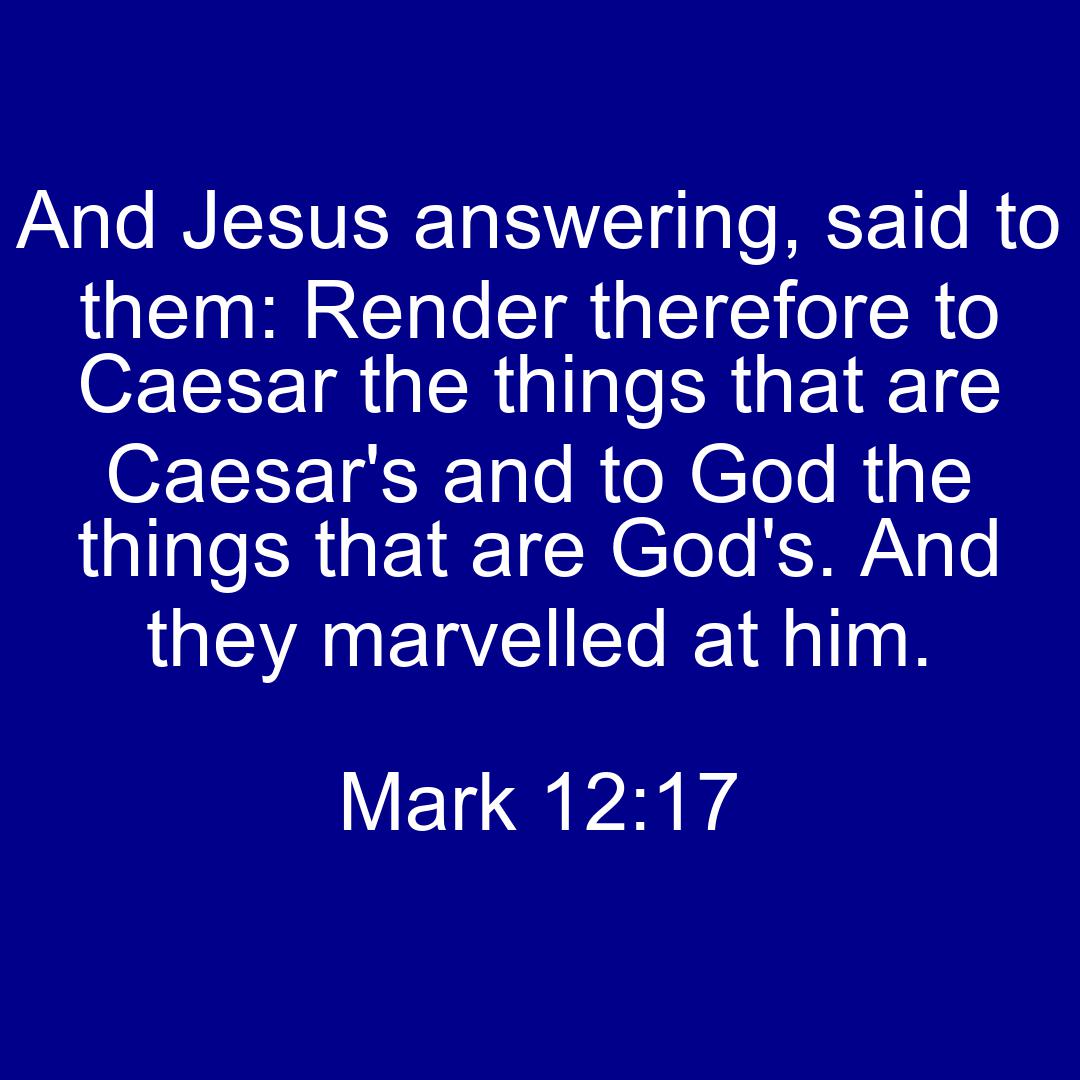 And Jesus answering, said to
them: Render therefore to
Caesar the things that are
Caesar's and to God the
things that are God's. And
they marvelled at him.
Mark 12:17